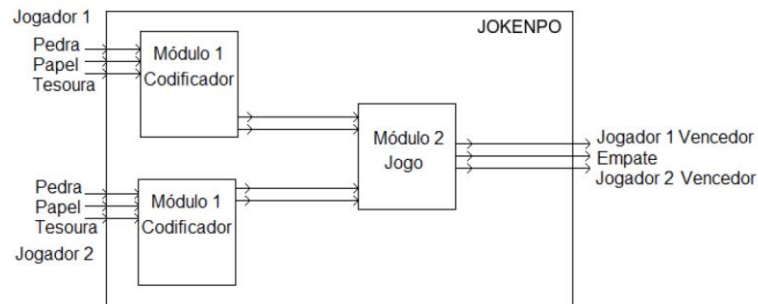 Jogador 1
JOKENPO
Pedra
Papel
Tesoura
Módulo 1
Codificador
Módulo 2
Jogo
Jogador 1 Vencedor
Empate
Jogador 2 Vencedor
Pedra
Papel
Tesoura
Módulo 1
Codificador
Jogador 2